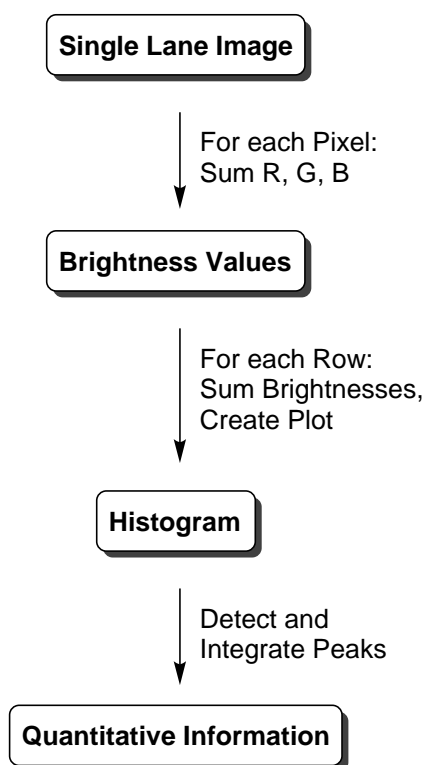 Single Lane Image
For each Pixel:
Sum R, G, B
Brightness Values
For each Row:
Sum Brightnesses,
Create Plot
Histogram
Detect and
Integrate Peaks
Quantitative Information